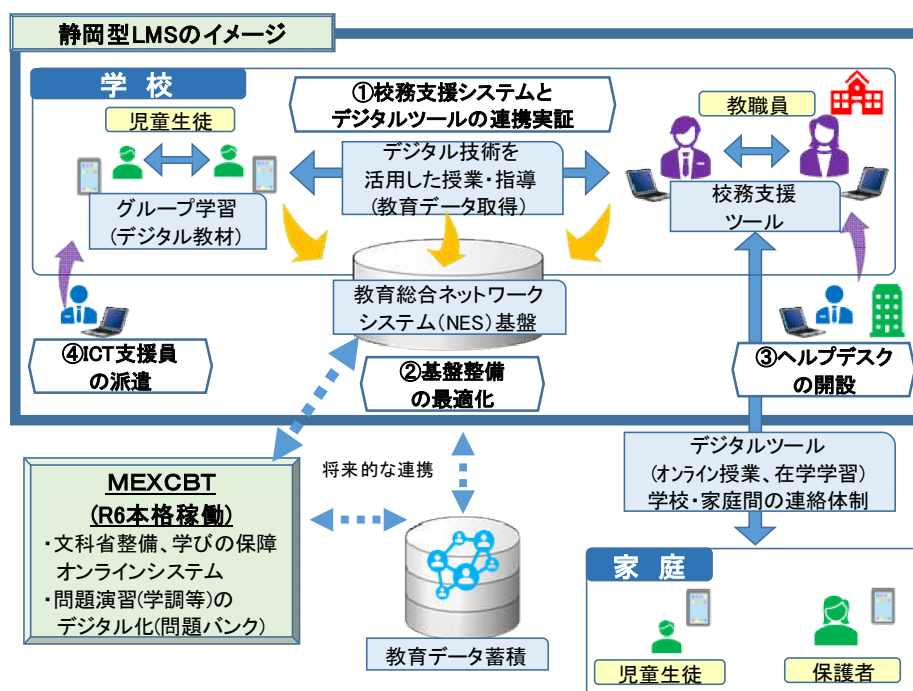 静岡型LMSのイメージ
学校
①校務支援システムと
デジタルツールの連携実証
児童生徒
教職員
デジタル技術を
活用した授業・指導
(教育データ取得)
グループ学習
(デジタル教材)
校務支援
ツール
教育総合ネットワーク
システム(NES)基盤
④ICT支援員
の派遣
②基盤整備
の最適化
③ヘルプデスク
の開設
将来的な連携
デジタルツール
(オンライン授業、在学学習)
学校・家庭間の連絡体制
MEXCBT
(R6本格稼働)
・文科省整備、学びの保障
オンラインシステム
・問題演習(学調等)の
デジタル化(問題バンク)
教育データ蓄積
家庭
児童生徒
保護者